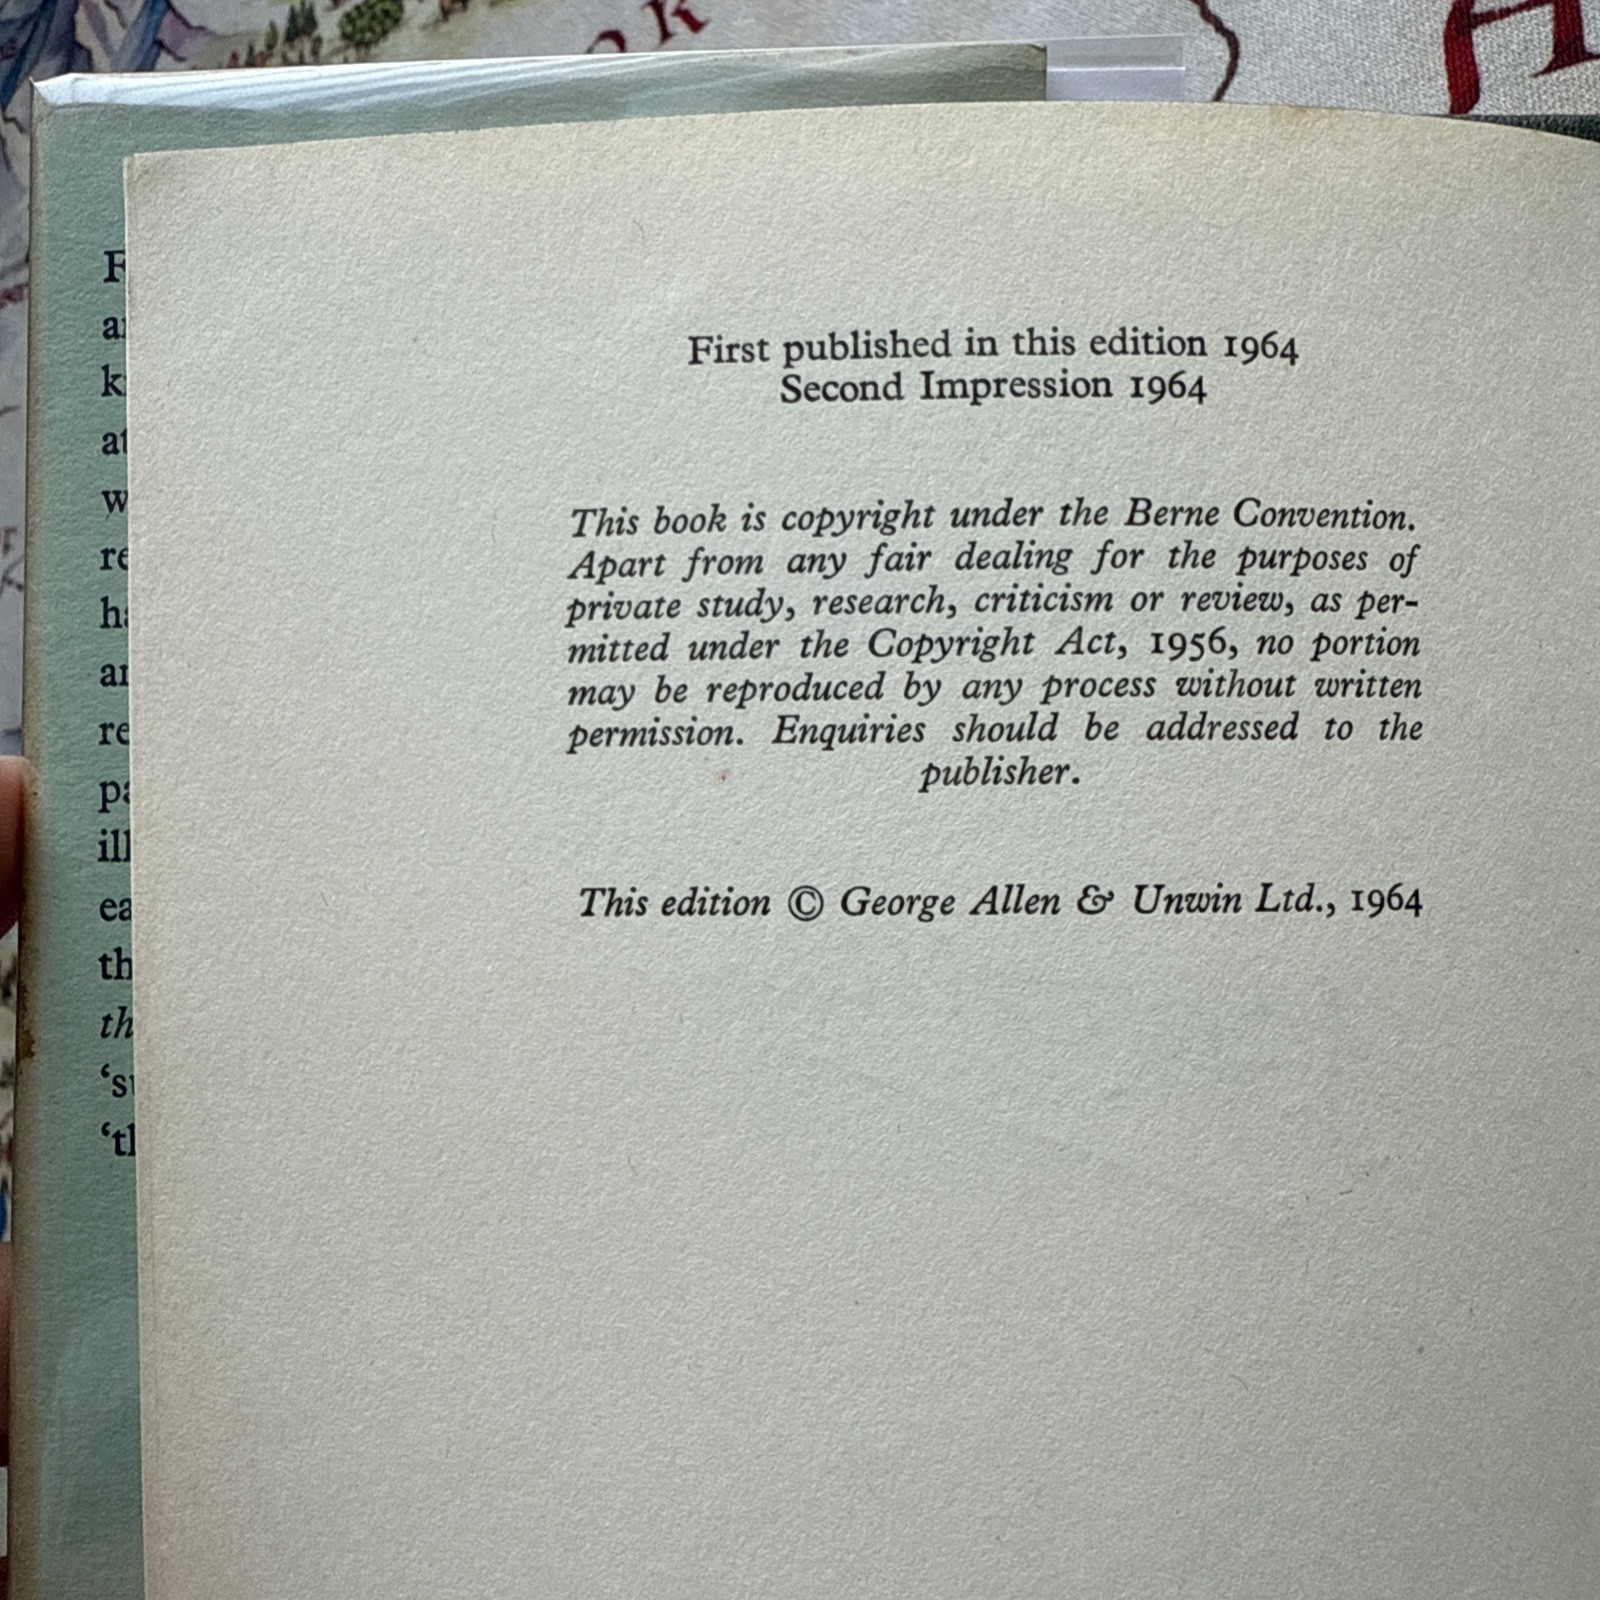 First published in this edition 1964
Second Impression 1964
This book is copyright under the Berne Convention.
Apart from any fair dealing for the purposes of
private study, research, criticism or review, as per-
mitted under the Copyright Act, 1956, no portion
may be reproduced by any process without written
permission. Enquiries should be addressed to the
publisher.
This edition © George Allen & Unwin Ltd., 1964